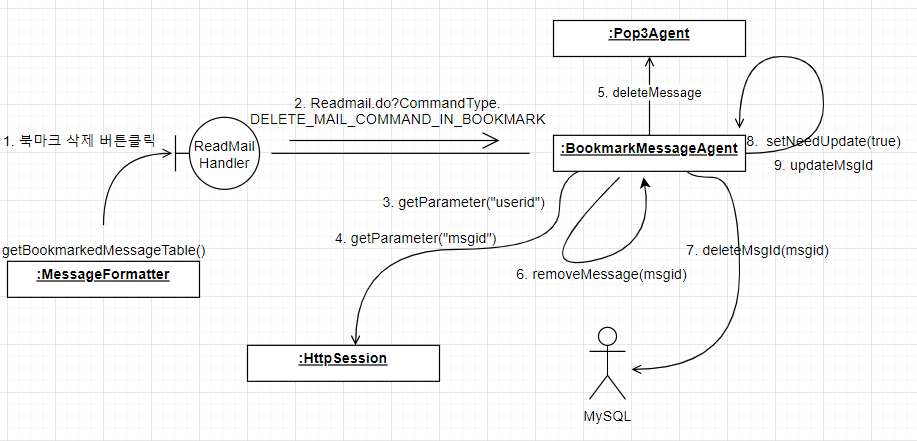 :Pop3Agent
5. deleteMessage
2. Readmail.do?CommandType.
DELETE_MAIL_COMMAND_IN_BOOKMARK
1. 북마크 삭제 버튼클릭
ReadMail
Handler
:BookmarkMessageAgent
8. setNeedUpdate(true)
9. updateMsgId
3. getParameter("userid")
4. getParameter("msgid")
getBookmarkedMessageTable()
:MessageFormatter
6. removeMessage(msgid)
7. deleteMsgId(msgid)
:HttpSession
MySQL